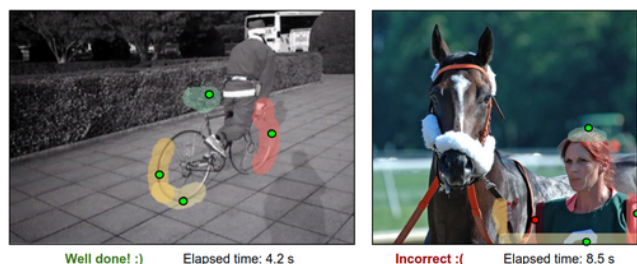 Well done! :)
Elapsed time: 4.2 s
Incorrect :(
Elapsed time: 8.5 s